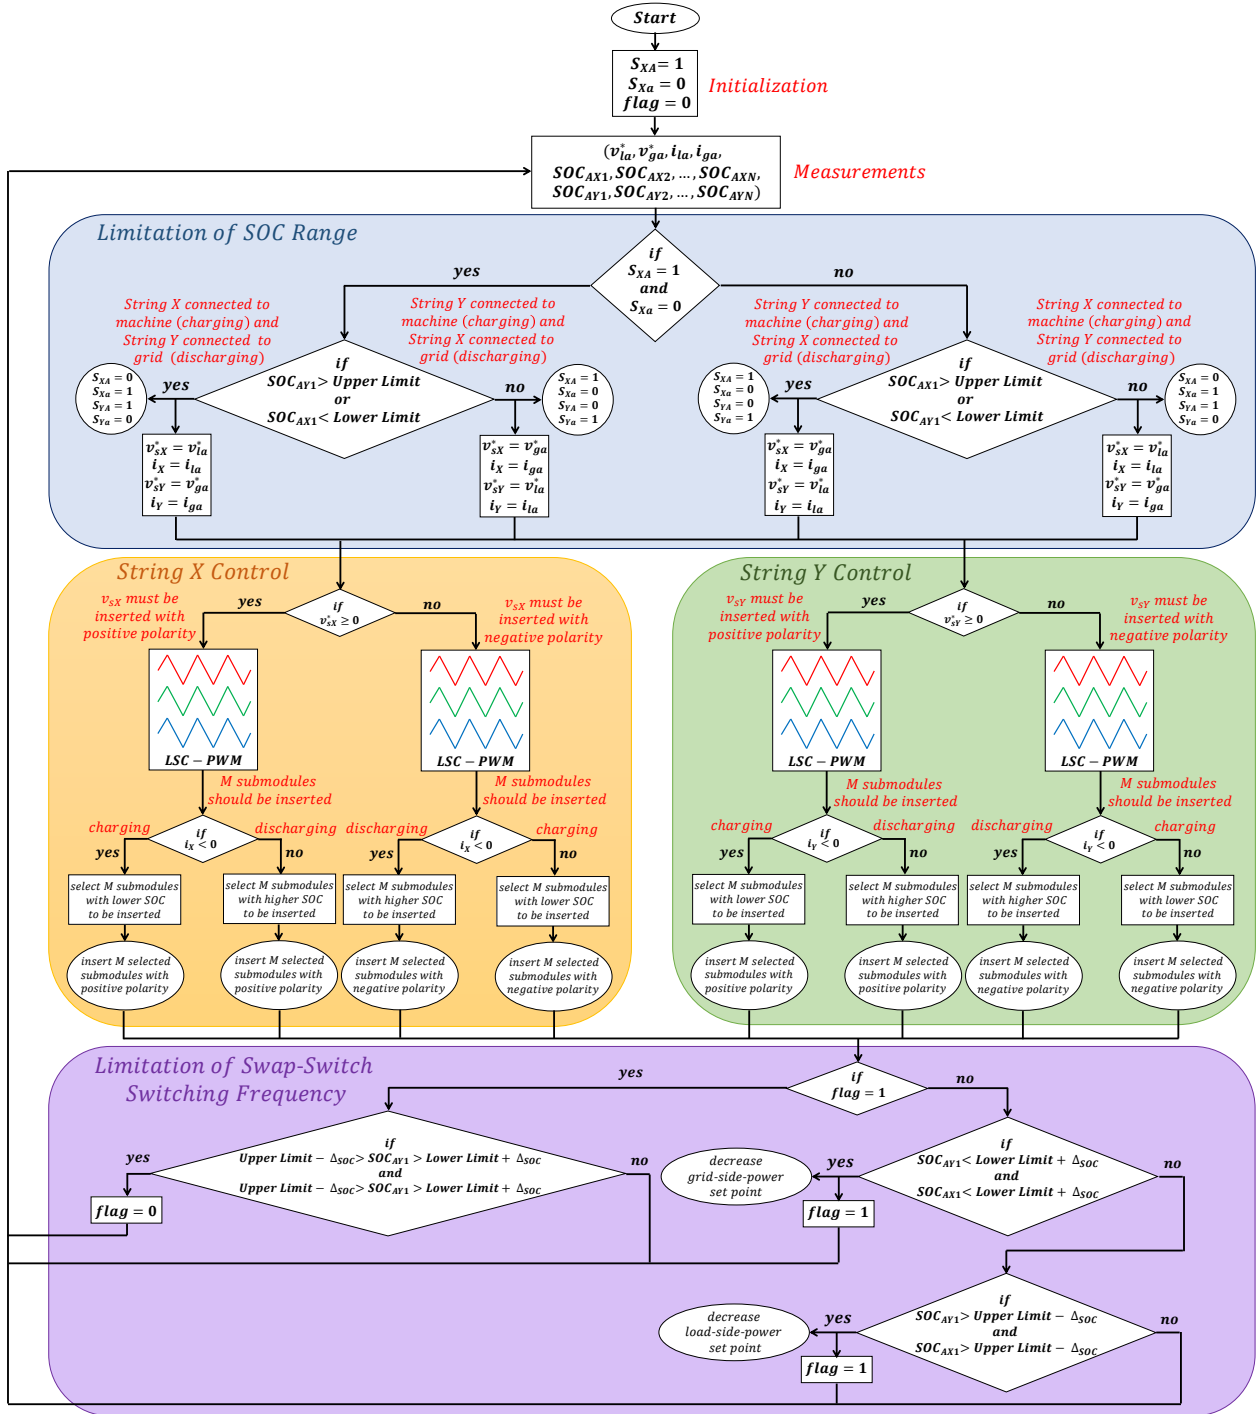 Start
S_XA = 1
S_Xa = 0
flag = 0
Initialization
(v*_la, v*_ga, i_la, i_ga,
SOC_AX1, SOC_AX2, ..., SOC_AXN,
SOC_AY1, SOC_AY2, ..., SOC_AYN)
Measurements
Limitation of SOC Range
if
S_XA = 1
and
S_Xa = 0
yes
no
String X connected to
machine (charging) and
String Y connected to
grid (discharging)
String Y connected to
machine (charging) and
String X connected to
grid (discharging)
String Y connected to
machine (charging) and
String X connected to
grid (discharging)
String X connected to
machine (charging) and
String Y connected to
grid (discharging)
S_XA = 0
S_Xa = 1
S_YA = 1
S_Ya = 0
yes
if
SOC_AY1 > Upper Limit
or
SOC_AX1 < Lower Limit
no
S_XA = 1
S_Xa = 0
S_YA = 0
S_Ya = 1
S_XA = 1
S_Xa = 0
S_YA = 0
S_Ya = 1
yes
if
SOC_AX1 > Upper Limit
or
SOC_AY1 < Lower Limit
no
S_XA = 0
S_Xa = 1
S_YA = 1
S_Ya = 0
v*_sX = v*_la
i_X = i_la
v*_sY = v*_ga
i_Y = i_ga
v*_sX = v*_ga
i_X = i_ga
v*_sY = v*_la
i_Y = i_la
v*_sX = v*_ga
i_X = i_ga
v*_sY = v*_la
i_Y = i_la
v*_sX = v*_la
i_X = i_la
v*_sY = v*_ga
i_Y = i_ga
String X Control
v_sX must be
inserted with
positive polarity
yes
if
v*_sX ≥ 0
no
v_sX must be
inserted with
negative polarity
LSC − PWM
LSC − PWM
M submodules
should be inserted
M submodules
should be inserted
charging
if
i_X < 0
discharging
yes
no
discharging
if
i_X < 0
charging
yes
no
select M submodules
with lower SOC
to be inserted
select M submodules
with higher SOC
to be inserted
select M submodules
with higher SOC
to be inserted
select M submodules
with lower SOC
to be inserted
insert M selected
submodules with
positive polarity
insert M selected
submodules with
positive polarity
insert M selected
submodules with
negative polarity
insert M selected
submodules with
negative polarity
String Y Control
v_sY must be
inserted with
positive polarity
yes
if
v*_sY ≥ 0
no
v_sY must be
inserted with
negative polarity
LSC − PWM
LSC − PWM
M submodules
should be inserted
M submodules
should be inserted
charging
if
i_Y < 0
discharging
yes
no
discharging
if
i_Y < 0
charging
yes
no
select M submodules
with lower SOC
to be inserted
select M submodules
with higher SOC
to be inserted
select M submodules
with higher SOC
to be inserted
select M submodules
with lower SOC
to be inserted
insert M selected
submodules with
positive polarity
insert M selected
submodules with
positive polarity
insert M selected
submodules with
negative polarity
insert M selected
submodules with
negative polarity
Limitation of Swap-Switch
Switching Frequency
yes
if
flag = 1
no
yes
if
Upper Limit − Δ_SOC > SOC_AY1 > Lower Limit + Δ_SOC
and
Upper Limit − Δ_SOC > SOC_AY1 > Lower Limit + Δ_SOC
no
flag = 0
decrease
grid-side-power
set point
yes
if
SOC_AY1 < Lower Limit + Δ_SOC
and
SOC_AX1 < Lower Limit + Δ_SOC
no
flag = 1
decrease
load-side-power
set point
yes
if
SOC_AY1 > Upper Limit − Δ_SOC
and
SOC_AX1 > Upper Limit − Δ_SOC
no
flag = 1